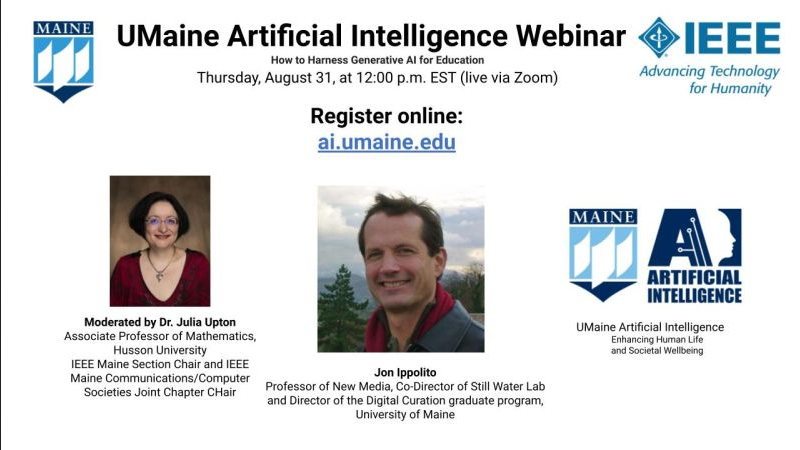 MAINE
UMaine Artificial Intelligence Webinar
How to Harness Generative AI for Education
Thursday, August 31, at 12:00 p.m. EST (live via Zoom)
IEEE
Advancing Technology
for Humanity
Register online:
ai.umaine.edu
Moderated by Dr. Julia Upton
Associate Professor of Mathematics,
Husson University
IEEE Maine Section Chair and IEEE
Maine Communications/Computer
Societies Joint Chapter CHair
Jon Ippolito
Professor of New Media, Co-Director of Still Water Lab
and Director of the Digital Curation graduate program,
University of Maine
MAINE
AI
ARTIFICIAL
INTELLIGENCE
UMaine Artificial Intelligence
Enhancing Human Life
and Societal Wellbeing